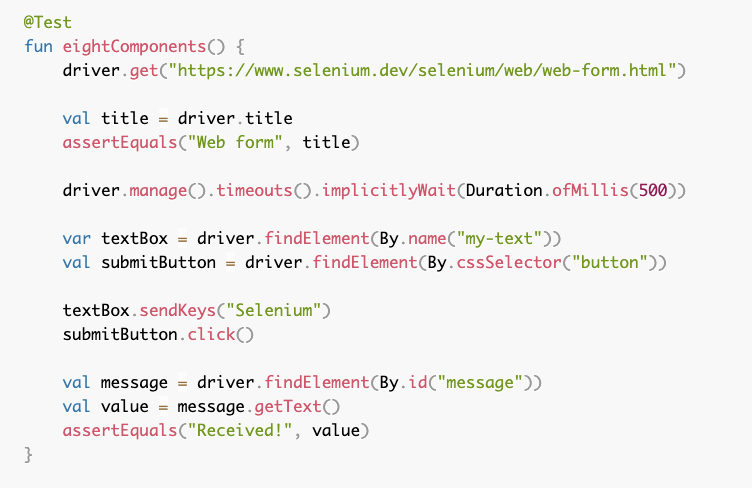 @Test
fun eightComponents() {
    driver.get("https://www.selenium.dev/selenium/web/web-form.html")

    val title = driver.title
    assertEquals("Web form", title)

    driver.manage().timeouts().implicitlyWait(Duration.ofMillis(500))

    var textBox = driver.findElement(By.name("my-text"))
    val submitButton = driver.findElement(By.cssSelector("button"))

    textBox.sendKeys("Selenium")
    submitButton.click()

    val message = driver.findElement(By.id("message"))
    val value = message.getText()
    assertEquals("Received!", value)
}